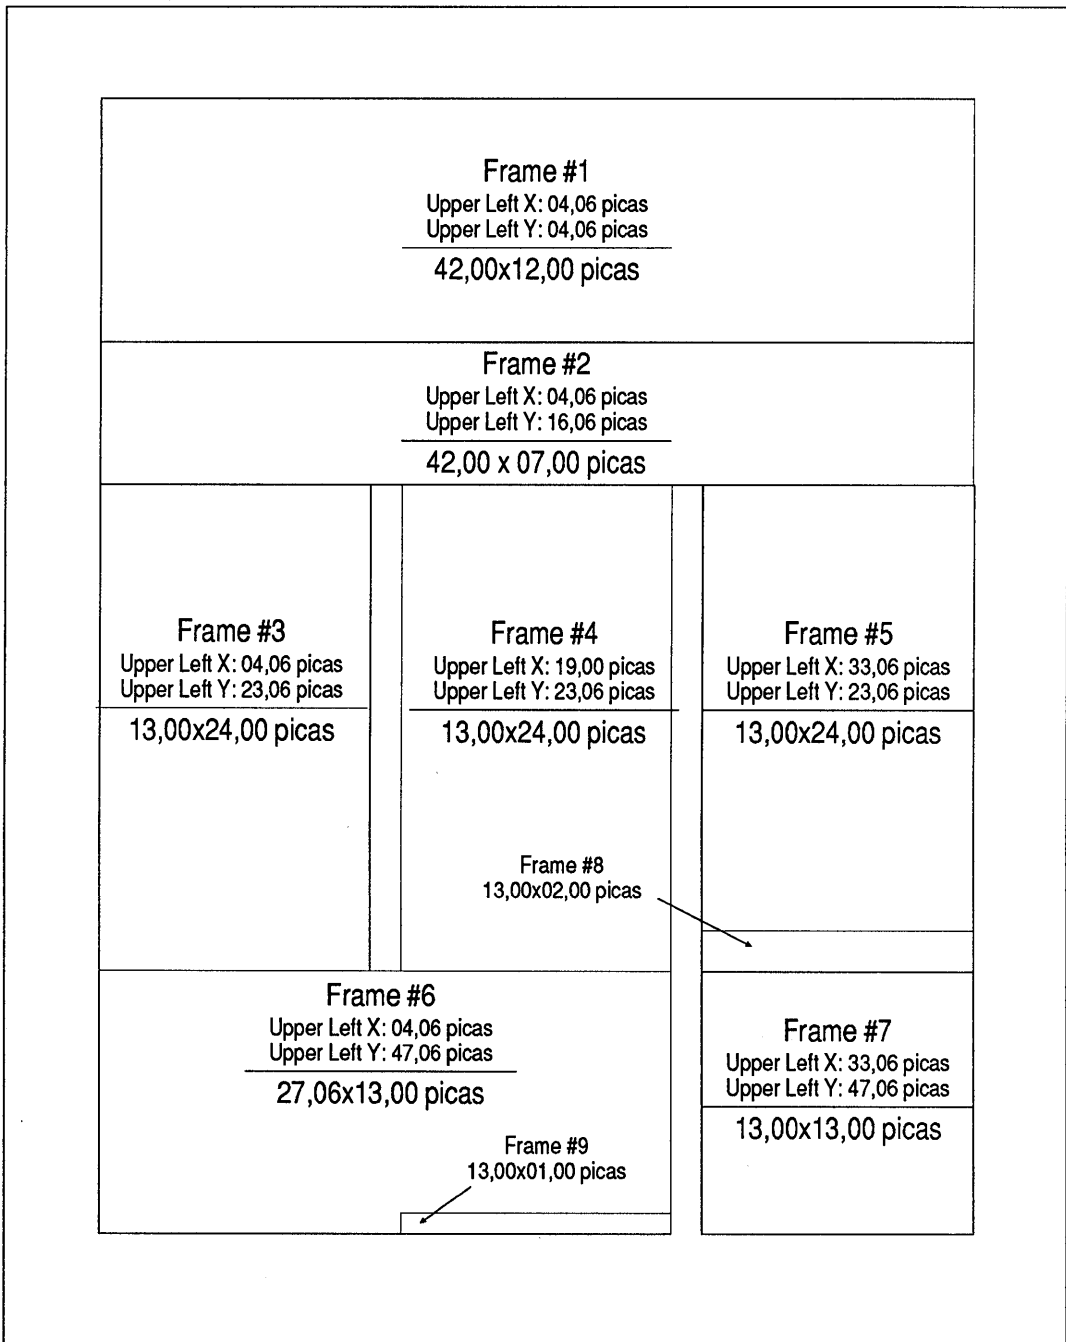 Frame #1
Upper Left X: 04,06 picas
Upper Left Y: 04,06 picas
42,00x12,00 picas
Frame #2
Upper Left X: 04,06 picas
Upper Left Y: 16,06 picas
42,00 x 07,00 picas
Frame #3
Upper Left X: 04,06 picas
Upper Left Y: 23,06 picas
13,00x24,00 picas
Frame #4
Upper Left X: 19,00 picas
Upper Left Y: 23,06 picas
13,00x24,00 picas
Frame #5
Upper Left X: 33,06 picas
Upper Left Y: 23,06 picas
13,00x24,00 picas
Frame #8
13,00x02,00 picas
Frame #6
Upper Left X: 04,06 picas
Upper Left Y: 47,06 picas
27,06x13,00 picas
Frame #7
Upper Left X: 33,06 picas
Upper Left Y: 47,06 picas
13,00x13,00 picas
Frame #9
13,00x01,00 picas